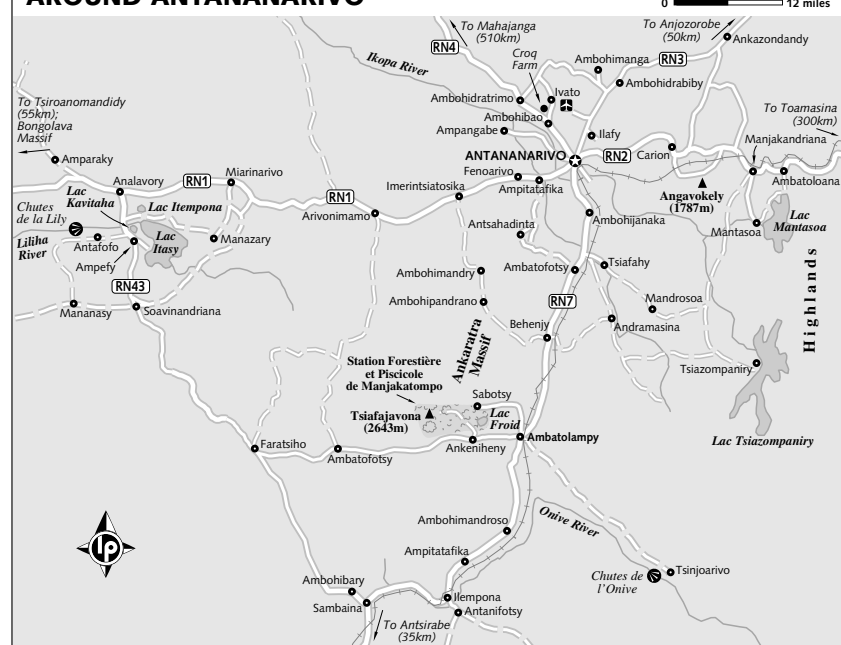 AROUND ANTANANARIVO
0 12 miles
To Mahajanga
(510km)
To Anjozorobe
(50km)
Ankazondandy
RN4
Croq
Farm
Ambohimanga
RN3
Ikopa River
Ivato
Ambohidrabiby
Ambohidratrimo
To Tsiroanomandidy
(55km);
Bongolava
Massif
To Toamasina
(300km)
Ambohibao
Ampangabe
Ilafy
Manjakandriana
ANTANANARIVO
RN2
Carion
Amparaky
Fenoarivo
Ambatoloana
Analavory
RN1
Miarinarivo
Imerintsiatosika
Ampitatafika
Angavokely
(1787m)
Lac
Kavitaha
Lac Itempona
RN1
Arivonimamo
Ambohijanaka
Lac
Mantasoa
Chutes
de la Lily
Antsahadinta
Mantasoa
Liliha
River
Antafofo
Lac
Itasy
Manazary
Ampefy
Ambohimandry
Ambatofotsy
Tsiafahy
Highlands
RN43
Mananasy
Soavinandriana
Ambohipandrano
RN7
Mandrosoa
Behenjy
Andramasina
Ankaratra
Massif
Station Forestière
et Piscicole
de Manjakatompo
Tsiazompaniry
Sabotsy
Tsiafajavona
(2643m)
Lac
Froid
Lac Tsiazompaniry
Faratsiho
Ambatofotsy
Ankeniheny
Ambatolampy
Ambohimandroso
Onive River
lp
Ampitatafika
Chutes de
l'Onive
Tsinjoarivo
Ambohibary
Sambaina
Ilempona
Antanifotsy
To Antsirabe
(35km)